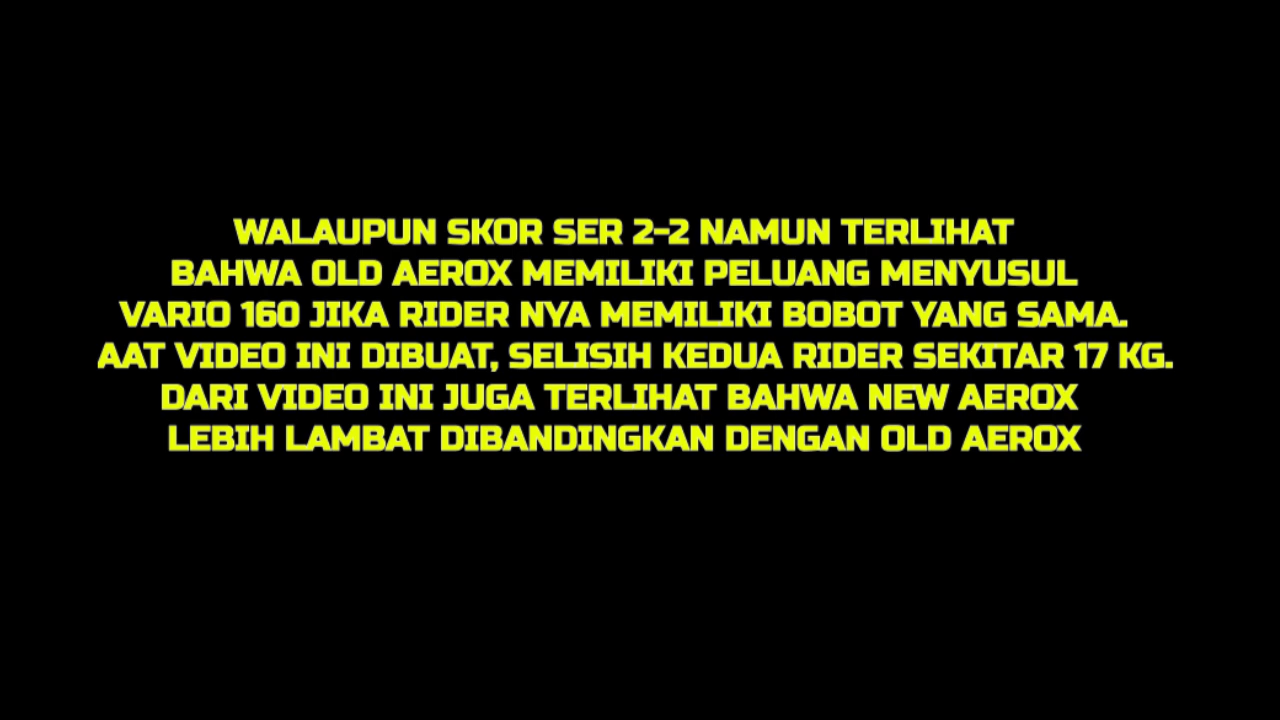 WALAUPUN SKOR SER 2-2 NAMUN TERLIHAT
BAHWA OLD AEROX MEMILIKI PELUANG MENYUSUL
VARIO 160 JIKA RIDER NYA MEMILIKI BOBOT YANG SAMA.
AAT VIDEO INI DIBUAT, SELISIH KEDUA RIDER SEKITAR 17 KG.
DARI VIDEO INI JUGA TERLIHAT BAHWA NEW AEROX
LEBIH LAMBAT DIBANDINGKAN DENGAN OLD AEROX